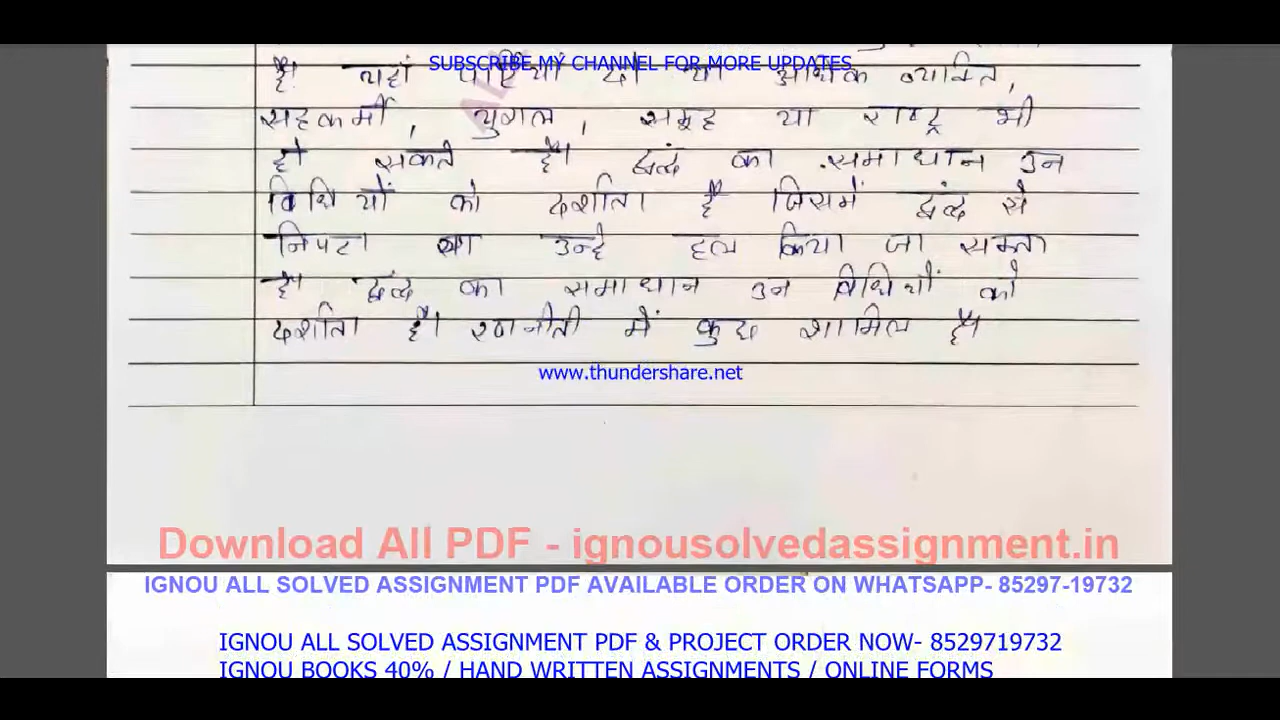 SUBSCRIBE MY CHANNEL FOR MORE UPDATES
है। यहां पार्टियां दो या अधिक व्यक्ति,
सहकर्मी, युगल, समूह या राष्ट्र भी
हो सकते है। द्वंद्व का समाधान उन
विधियों को दर्शाता है जिसमें द्वंद्व से
निपटा या उन्हे हल किया जा सक्ता
है। द्वंद्व का समाधान उन विधियों को
दर्शाता है। रणनीती में कुछ शामिल है।
www.thundershare.net
Download All PDF - ignousolvedassignment.in
IGNOU ALL SOLVED ASSIGNMENT PDF AVAILABLE ORDER ON WHATSAPP- 85297-19732
IGNOU ALL SOLVED ASSIGNMENT PDF & PROJECT ORDER NOW- 8529719732
IGNOU BOOKS 40% / HAND WRITTEN ASSIGNMENTS / ONLINE FORMS